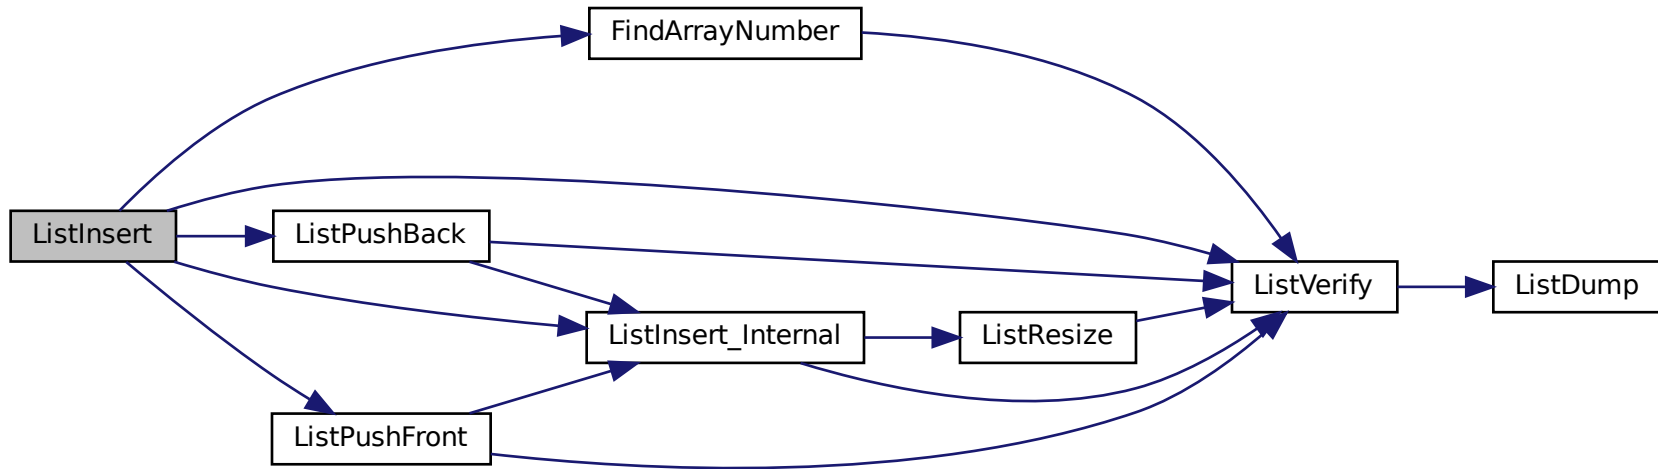 FindArrayNumber
ListInsert
ListPushBack
ListVerify
ListDump
ListInsert_Internal
ListResize
ListPushFront